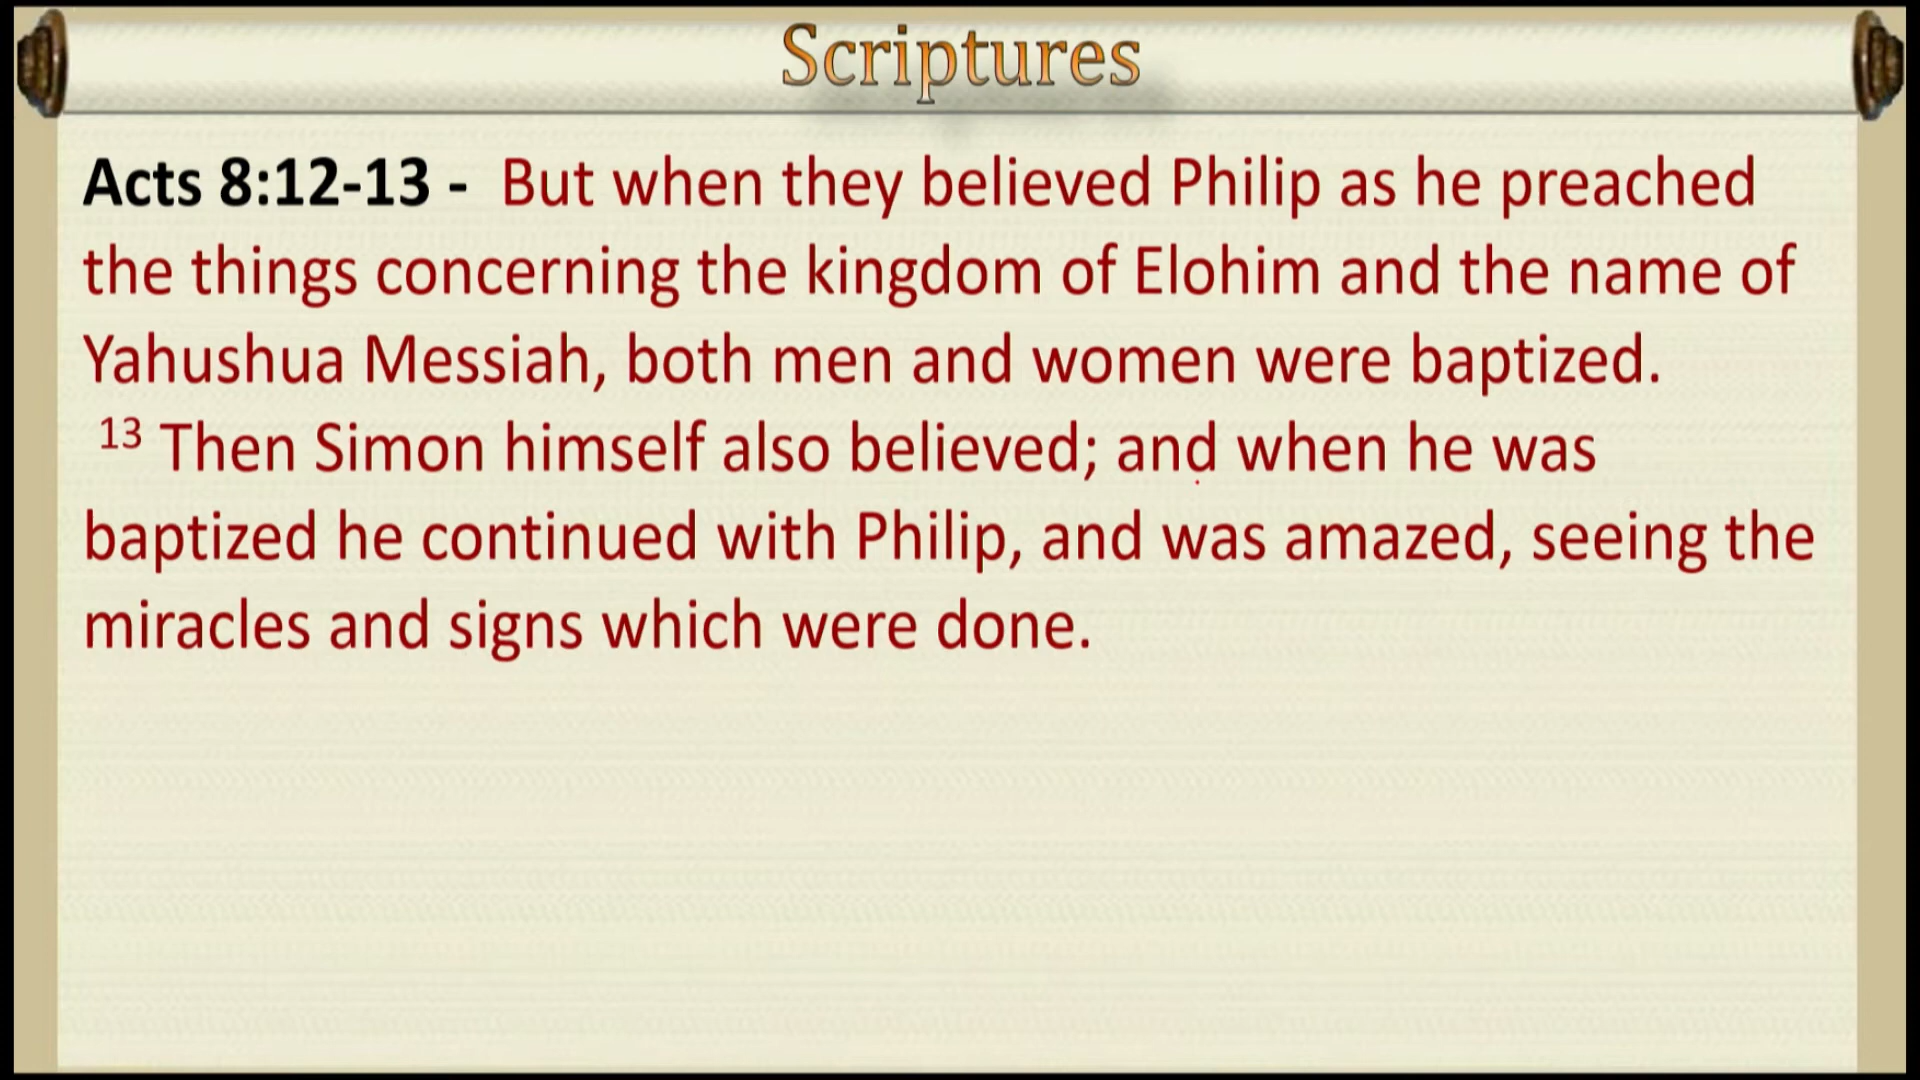 Scriptures
Acts 8:12-13 - But when they believed Philip as he preached
the things concerning the kingdom of Elohim and the name of
Yahushua Messiah, both men and women were baptized.
13 Then Simon himself also believed; and when he was
baptized he continued with Philip, and was amazed, seeing the
miracles and signs which were done.